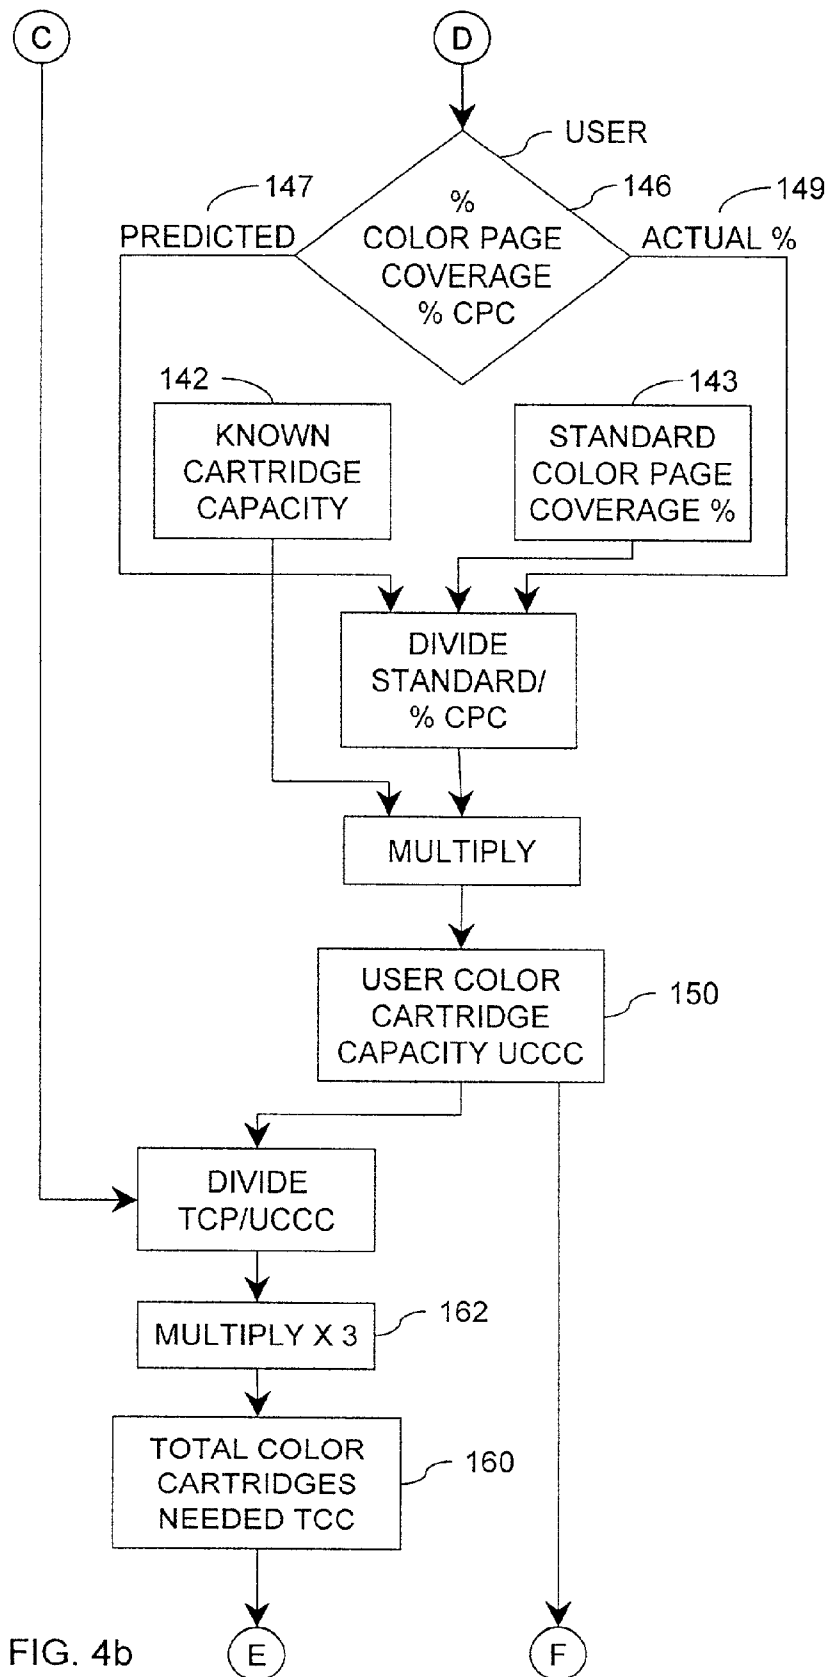 C
D
USER
147
146
149
PREDICTED
%
COLOR PAGE
COVERAGE
% CPC
ACTUAL %
142
143
KNOWN
CARTRIDGE
CAPACITY
STANDARD
COLOR PAGE
COVERAGE %
DIVIDE
STANDARD/
% CPC
MULTIPLY
USER COLOR
CARTRIDGE
CAPACITY UCCC
150
DIVIDE
TCP/UCCC
MULTIPLY X 3
162
TOTAL COLOR
CARTRIDGES
NEEDED TCC
160
FIG. 4b
E
F